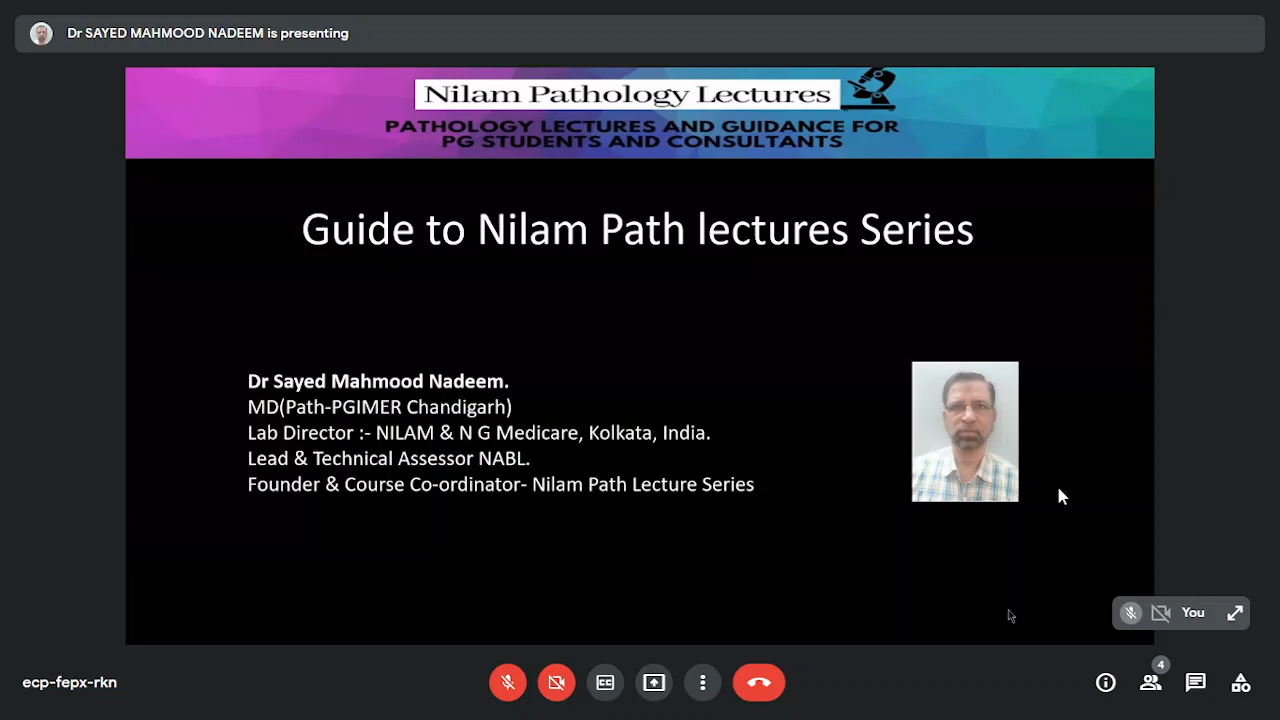 Dr SAYED MAHMOOD NADEEM is presenting
Nilam Pathology Lectures
PATHOLOGY LECTURES AND GUIDANCE FOR
PG STUDENTS AND CONSULTANTS
Guide to Nilam Path lectures Series
Dr Sayed Mahmood Nadeem.
MD(Path-PGIMER Chandigarh)
Lab Director :- NILAM & N G Medicare, Kolkata, India.
Lead & Technical Assessor NABL.
Founder & Course Co-ordinator- Nilam Path Lecture Series
You
4
ecp-fepx-rkn
CC